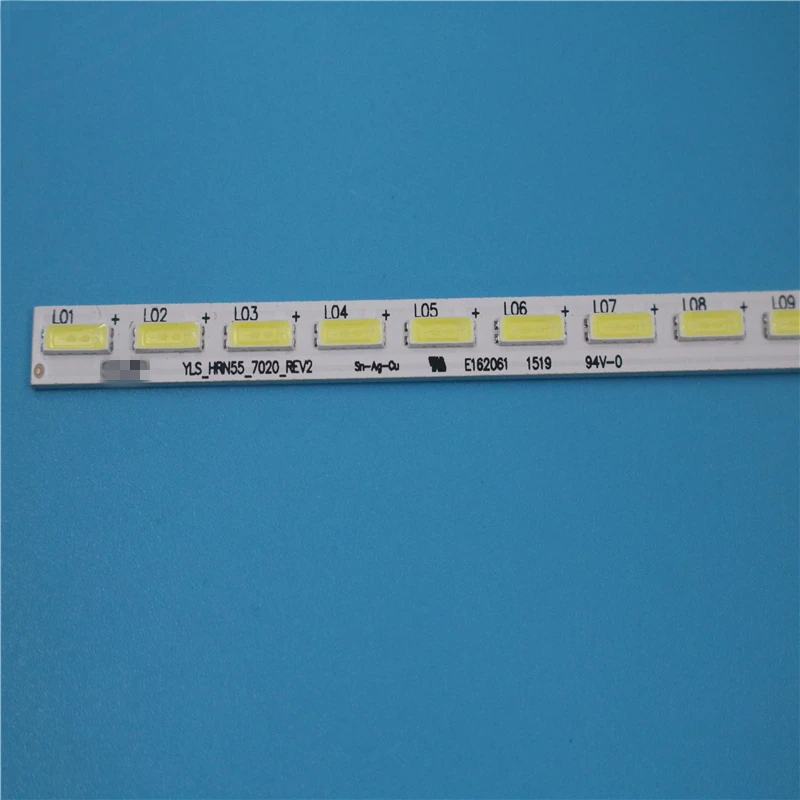 L01 + L02 + L03 + L04 + L05 + L06 + L07 + L08 + L09
YLS_HRN55_7020_REV2 Sn-Ag-Cu E162061 1519 94V-0